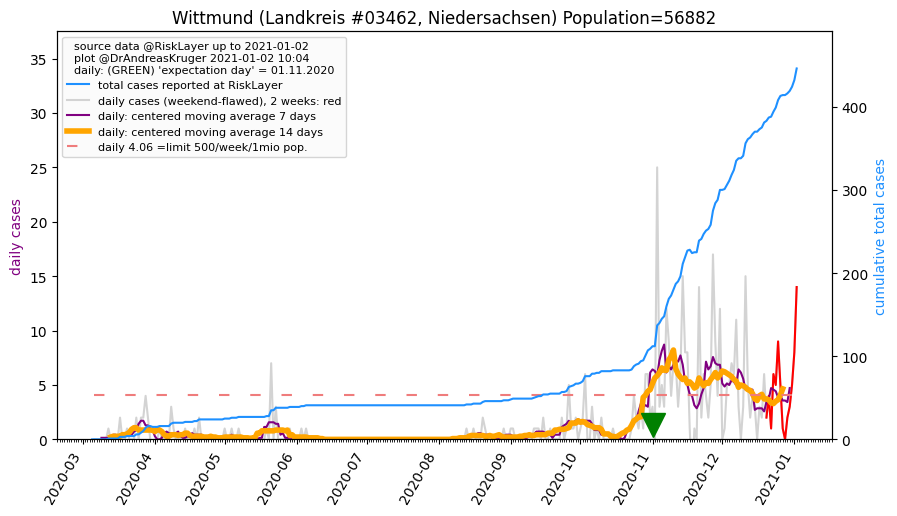 Wittmund (Landkreis #03462, Niedersachsen) Population=56882
source data @RiskLayer up to 2021-01-02
plot @DrAndreasKruger 2021-01-02 10:04
daily: (GREEN) 'expectation day' = 01.11.2020
total cases reported at RiskLayer
daily cases (weekend-flawed), 2 weeks: red
daily: centered moving average 7 days
daily: centered moving average 14 days
daily 4.06 =limit 500/week/1mio pop.
daily cases
35
30
25
20
15
10
5
0
400
300
200
100
0
cumulative total cases
2020-03
2020-04
2020-05
2020-06
2020-07
2020-08
2020-09
2020-10
2020-11
2020-12
2021-01